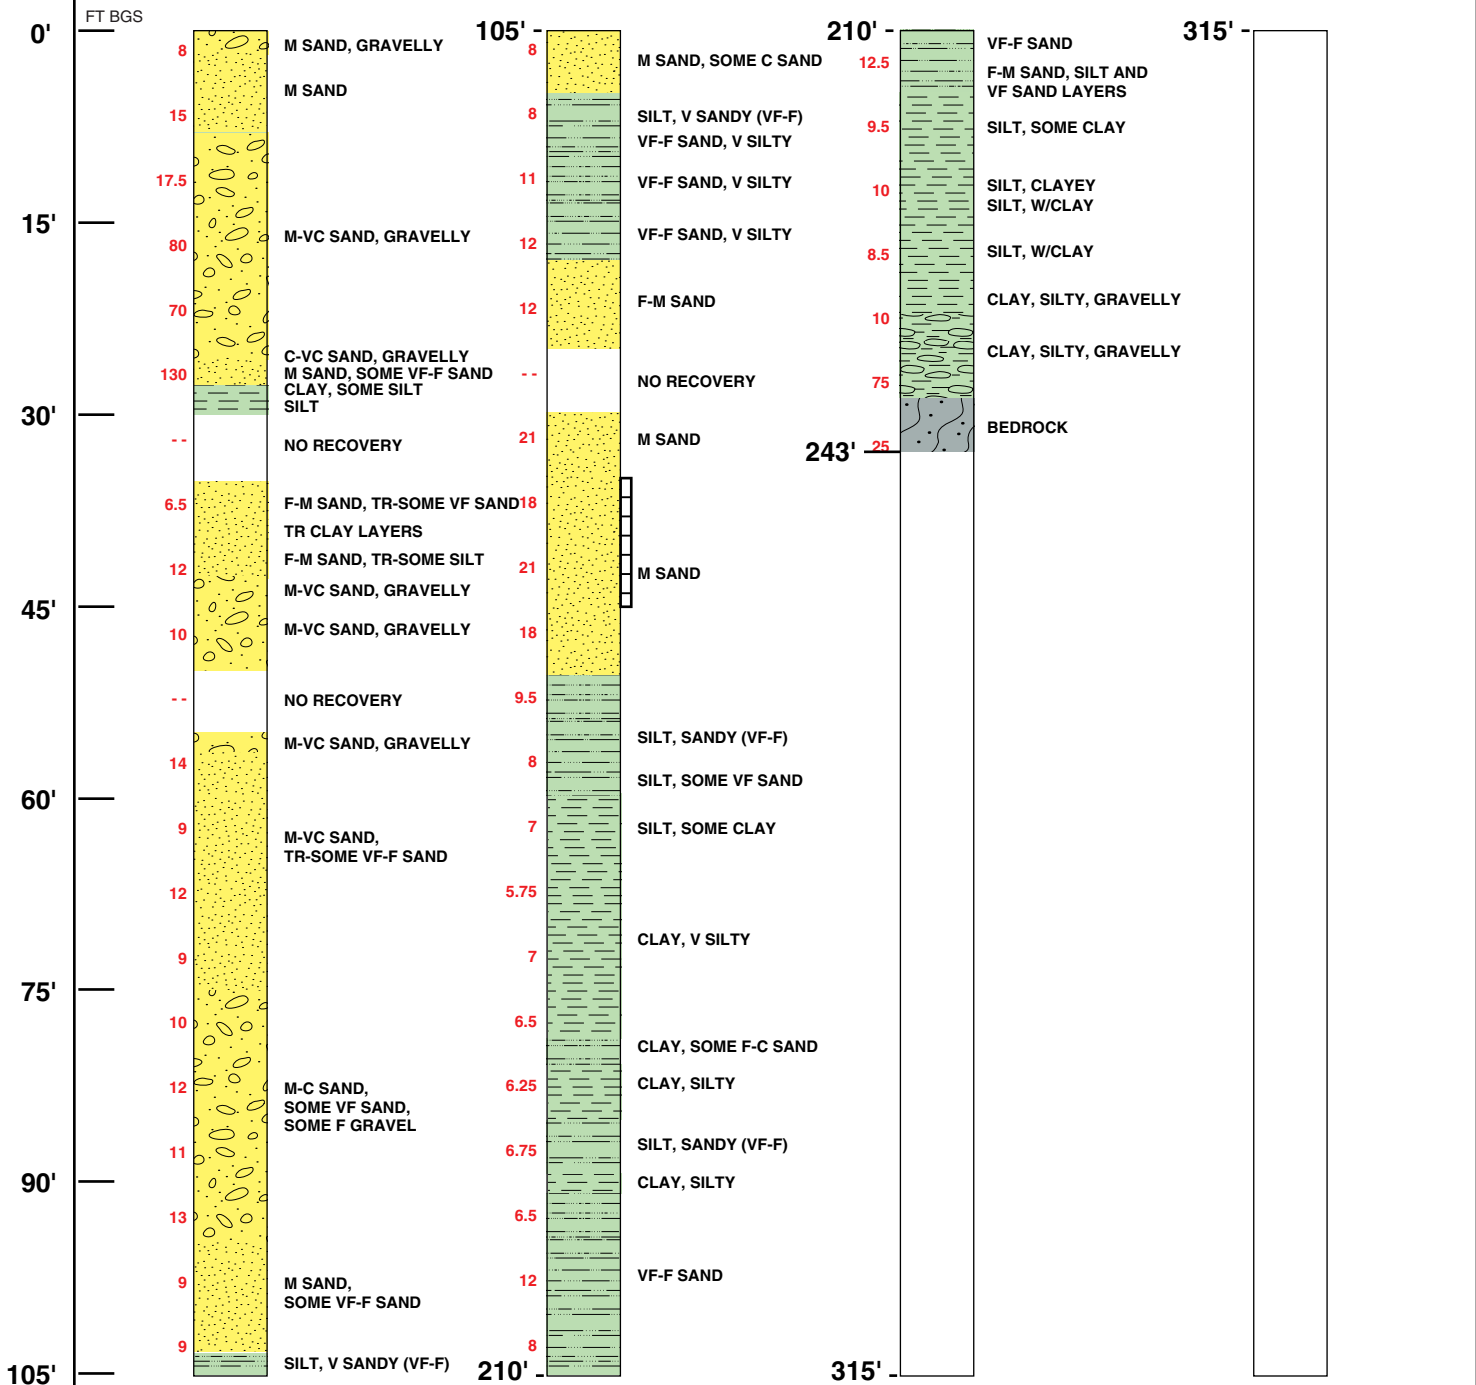 FT BGS
0'
15'
30'
45'
60'
75'
90'
105'
8
15
17.5
80
70
130
- -
6.5
12
10
- -
14
9
12
9
10
12
11
13
9
9
M SAND, GRAVELLY
M SAND
M-VC SAND, GRAVELLY
C-VC SAND, GRAVELLY
M SAND, SOME VF-F SAND
CLAY, SOME SILT
SILT
NO RECOVERY
F-M SAND, TR-SOME VF SAND
TR CLAY LAYERS
F-M SAND, TR-SOME SILT
M-VC SAND, GRAVELLY
M-VC SAND, GRAVELLY
NO RECOVERY
M-VC SAND, GRAVELLY
M-VC SAND,
TR-SOME VF-F SAND
M-C SAND,
SOME VF SAND,
SOME F GRAVEL
M SAND,
SOME VF-F SAND
SILT, V SANDY (VF-F)
105'
210'
8
8
11
12
12
- -
21
18
21
18
9.5
8
7
5.75
7
6.5
6.25
6.75
6.5
12
8
M SAND, SOME C SAND
SILT, V SANDY (VF-F)
VF-F SAND, V SILTY
VF-F SAND, V SILTY
VF-F SAND, V SILTY
F-M SAND
NO RECOVERY
M SAND
M SAND
SILT, SANDY (VF-F)
SILT, SOME VF SAND
SILT, SOME CLAY
CLAY, V SILTY
CLAY, SOME F-C SAND
CLAY, SILTY
SILT, SANDY (VF-F)
CLAY, SILTY
VF-F SAND
210'
243'
315'
12.5
9.5
10
8.5
10
75
25
VF-F SAND
F-M SAND, SILT AND
VF SAND LAYERS
SILT, SOME CLAY
SILT, CLAYEY
SILT, W/CLAY
SILT, W/CLAY
CLAY, SILTY, GRAVELLY
CLAY, SILTY, GRAVELLY
BEDROCK
315'